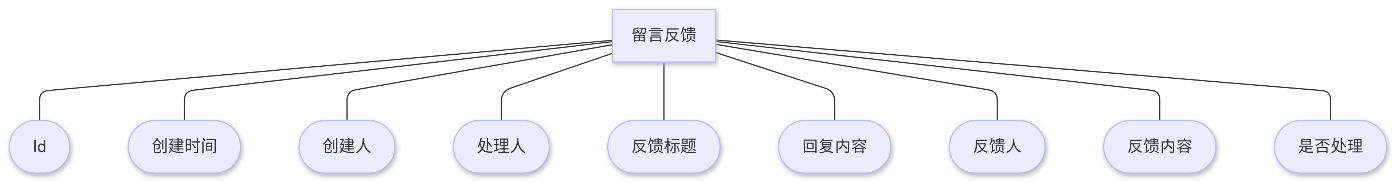 留言反馈
Id
创建时间
创建人
处理人
反馈标题
回复内容
反馈人
反馈内容
是否处理